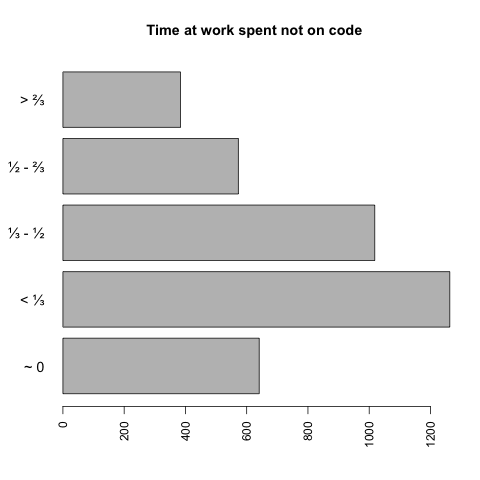 Time at work spent not on code
> ⅔
½ - ⅔
⅓ - ½
< ⅓
~ 0
0 200 400 600 800 1000 1200